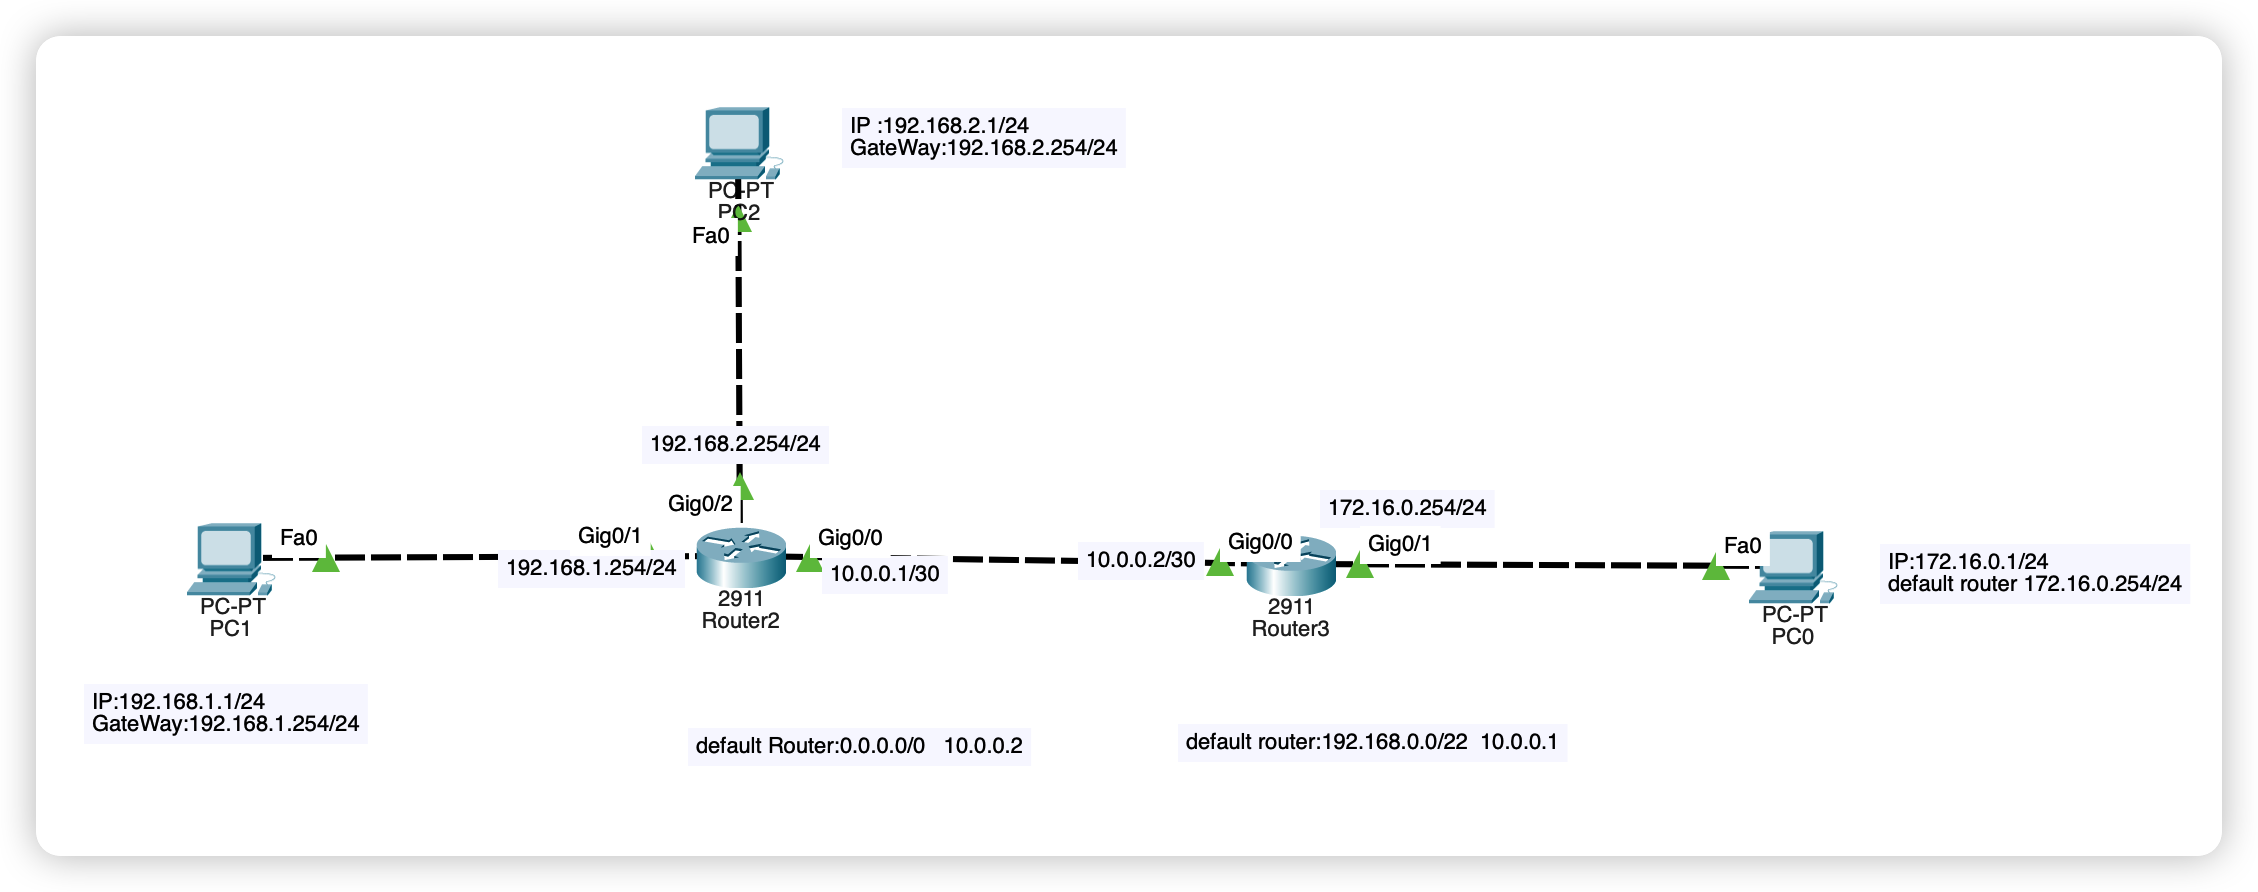 IP :192.168.2.1/24
GateWay:192.168.2.254/24
PC-PT
PC2
Fa0
192.168.2.254/24
Gig0/2
172.16.0.254/24
Fa0
Gig0/1
Gig0/0
Gig0/0
Gig0/1
Fa0
192.168.1.254/24
10.0.0.1/30
10.0.0.2/30
IP:172.16.0.1/24
default router 172.16.0.254/24
PC-PT
PC1
2911
Router2
2911
Router3
PC-PT
PC0
IP:192.168.1.1/24
GateWay:192.168.1.254/24
default Router:0.0.0.0/0   10.0.0.2
default router:192.168.0.0/22  10.0.0.1